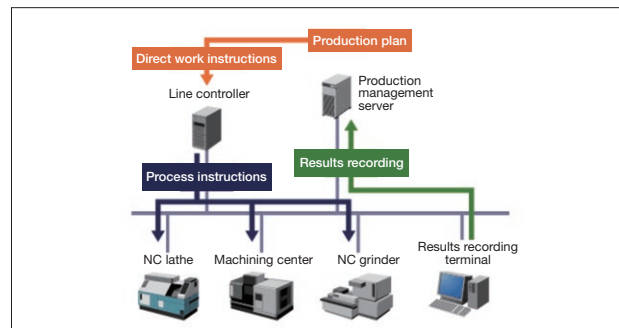 Production plan
Direct work instructions
Line controller
Production
management
server
Process instructions
Results recording
NC lathe
Machining center
NC grinder
Results recording
terminal